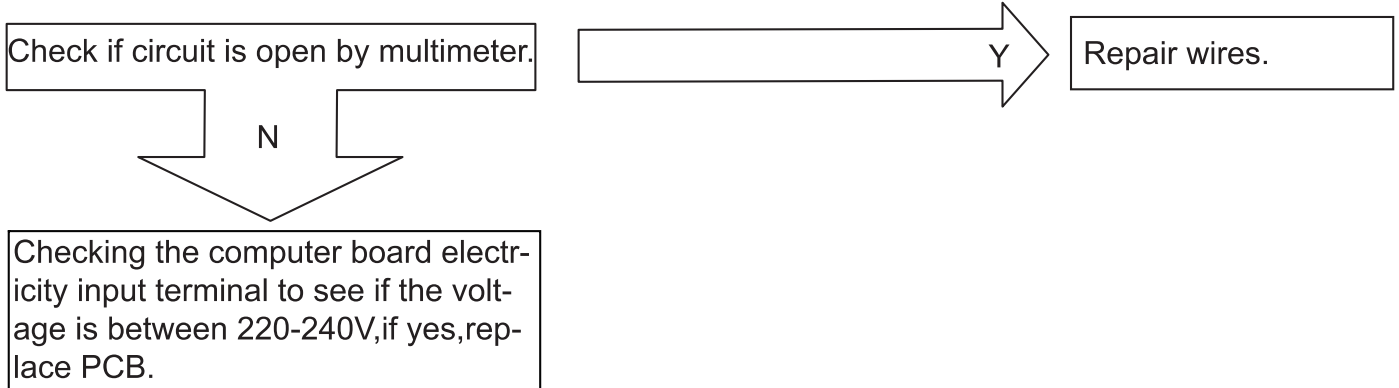 Check if circuit is open by multimeter.
Y
Repair wires.
N
Checking the computer board electr-
icity input terminal to see if the volt-
age is between 220-240V,if yes,rep-
lace PCB.